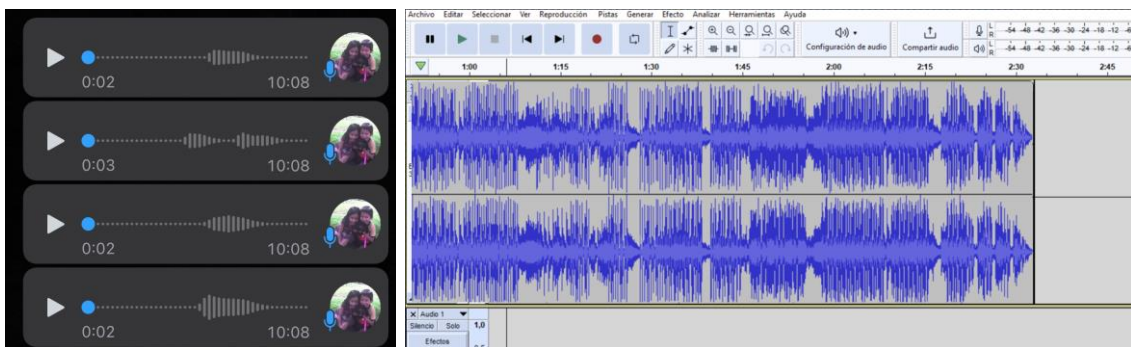 0:02 10:08
0:03 10:08
0:02 10:08
0:02 10:08
Archivo Editar Seleccionar Ver Reproducción Pistas Generar Efecto Analizar Herramientas Ayuda
Configuración de audio Compartir audio
L R -54 -48 -42 -36 -30 -24 -18 -12 -6
L R -54 -48 -42 -36 -30 -24 -18 -12 -6
1:00 1:15 1:30 1:45 2:00 2:15 2:30 2:45
Audio 1
Silencio Solo 1,0
Efectos